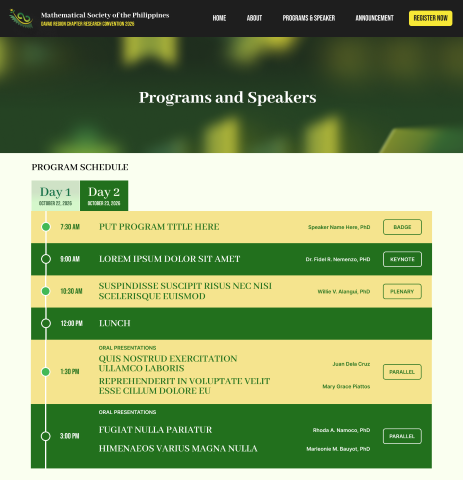 Mathematical Society of the Philippines
DAVAO REGION CHAPTER RESEARCH CONVENTION 2026
HOME ABOUT PROGRAMS & SPEAKER ANNOUNCEMENT REGISTER NOW
Programs and Speakers
PROGRAM SCHEDULE
Day 1
OCTOBER 22, 2026
Day 2
OCTOBER 23, 2026
7:30 AM PUT PROGRAM TITLE HERE Speaker Name Here, PhD BADGE
9:00 AM LOREM IPSUM DOLOR SIT AMET Dr. Fidel R. Nemenzo, PHD KEYNOTE
10:30 AM SUSPINDISSE SUSCIPIT RISUS NEC NISI
SCELERISQUE EUISMOD Willie V. Alangui, PhD PLENARY
12:00 PM LUNCH
ORAL PRESENTATIONS
1:30 PM QUIS NOSTRUD EXERCITATION
ULLAMCO LABORIS Juan Dela Cruz PARALLEL
REPREHENDERIT IN VOLUPTATE VELIT
ESSE CILLUM DOLORE EU Mary Grace Plattos
ORAL PRESENTATIONS
3:00 PM FUGIAT NULLA PARIATUR Rhoda A. Namoco, PhD PARALLEL
HIMENAEOS VARIUS MAGNA NULLA Marleonie M. Bauyot, PhD